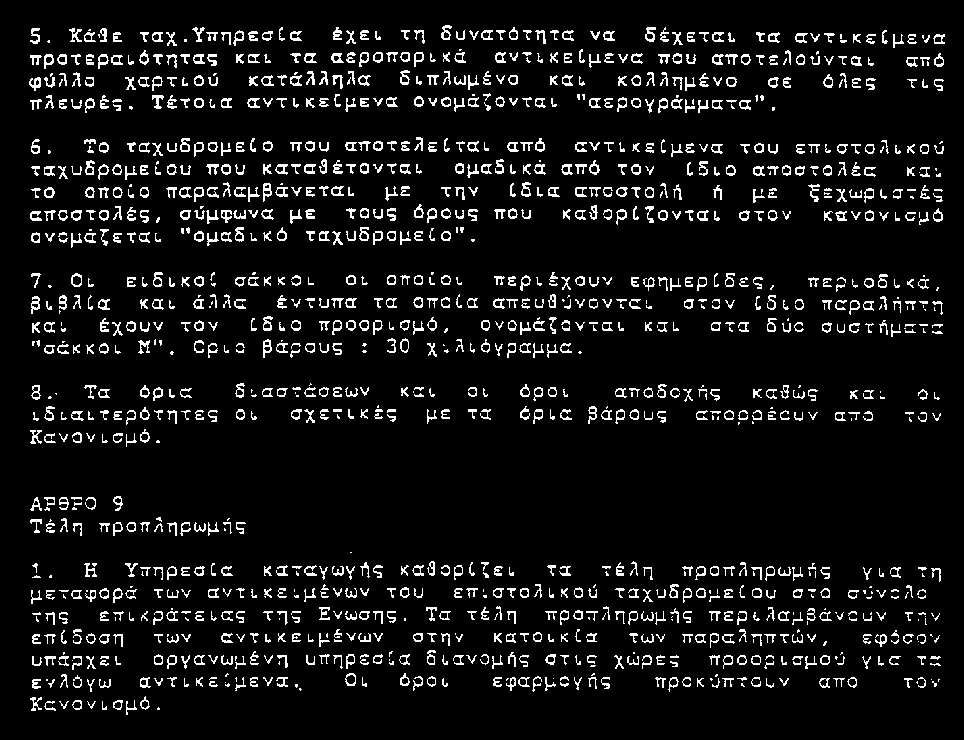 5. Κάθε ταχ.Υπηρεσία έχει τη δυνατότητα να δέχεται τα αντικείμενα
προτεραιότητας και τα αεροπορικά αντικείμενα που αποτελούνται από
φύλλο χαρτιού κατάλληλα διπλωμένο και κολλημένο σε όλες τις
πλευρές. Τέτοια αντικείμενα ονομάζονται "αερογράμματα".
6. Το ταχυδρομείο που αποτελείται από αντικείμενα του επιστολικού
ταχυδρομείου που καταθέτονται ομαδικά από τον ίδιο αποστολέα και
το οποίο παραλαμβάνεται με την ίδια αποστολή ή με ξεχωριστές
αποστολές, σύμφωνα με τους όρους που καθορίζονται στον κανονισμό
ονομάζεται "ομαδικό ταχυδρομείο".
7. Οι ειδικοί σάκκοι οι οποίοι περιέχουν εφημερίδες, περιοδικά,
βιβλία και άλλα έντυπα τα οποία απευθύνονται στον ίδιο παραλήπτη
και έχουν τον ίδιο προορισμό, ονομάζονται και στα δύο συστήματα
"σάκκοι Μ". Οριο βάρους : 30 χιλιόγραμμα.
8. Τα όρια διαστάσεων και οι όροι αποδοχής καθώς και οι
ιδιαιτερότητες οι σχετικές με τα όρια βάρους απορρέουν απο τον
Κανονισμό.
ΑΡΘΡΟ 9
Τέλη προπληρωμής
1. Η Υπηρεσία καταγωγής καθορίζει τα τέλη προπληρωμής για τη
μεταφορά των αντικειμένων του επιστολικού ταχυδρομείου στο σύνολο
της επικράτειας της Ενωσης. Τα τέλη προπληρωμής περιλαμβάνουν την
επίδοση των αντικειμένων στην κατοικία των παραληπτών, εφόσον
υπάρχει οργανωμένη υπηρεσία διανομής στις χώρες προορισμού για τα
ενλόγω αντικείμενα. Οι όροι εφαρμογής προκύπτουν απο τον
Κανονισμό.